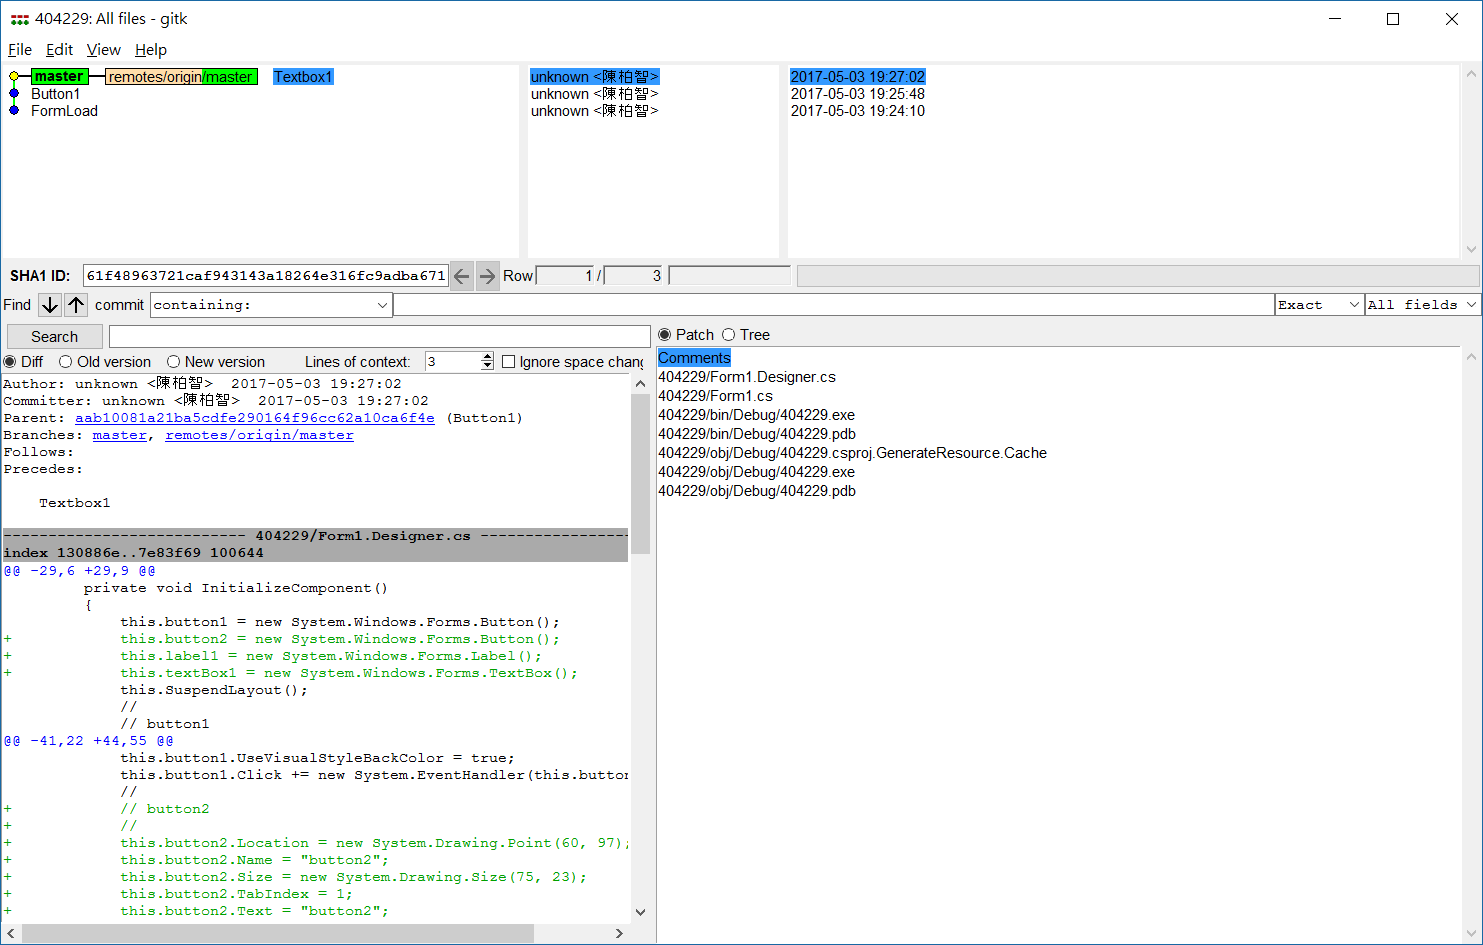 404229: All files - gitk
File Edit View Help
master remotes/origin/master Textbox1 unknown <陳柏智> 2017-05-03 19:27:02
Button1 unknown <陳柏智> 2017-05-03 19:25:48
FormLoad unknown <陳柏智> 2017-05-03 19:24:10
SHA1 ID: 61f48963721caf943143a18264e316fc9adba671 Row 1 / 3
Find commit containing: Exact All fields
Search
Patch Tree
Diff Old version New version Lines of context: 3 Ignore space chang
Author: unknown <陳柏智> 2017-05-03 19:27:02
Committer: unknown <陳柏智> 2017-05-03 19:27:02
Parent: aab10081a21ba5cdfe290164f96cc62a10ca6f4e (Button1)
Branches: master, remotes/origin/master
Follows:
Precedes:
Textbox1
--------------------------- 404229/Form1.Designer.cs -----------------
index 130886e..7e83f69 100644
@@ -29,6 +29,9 @@
private void InitializeComponent()
{
this.button1 = new System.Windows.Forms.Button();
+ this.button2 = new System.Windows.Forms.Button();
+ this.label1 = new System.Windows.Forms.Label();
+ this.textBox1 = new System.Windows.Forms.TextBox();
this.SuspendLayout();
//
// button1
@@ -41,22 +44,55 @@
this.button1.UseVisualStyleBackColor = true;
this.button1.Click += new System.EventHandler(this.button
//
+ // button2
+ //
+ this.button2.Location = new System.Drawing.Point(60, 97);
+ this.button2.Name = "button2";
+ this.button2.Size = new System.Drawing.Size(75, 23);
+ this.button2.TabIndex = 1;
+ this.button2.Text = "button2";
Comments
404229/Form1.Designer.cs
404229/Form1.cs
404229/bin/Debug/404229.exe
404229/bin/Debug/404229.pdb
404229/obj/Debug/404229.csproj.GenerateResource.Cache
404229/obj/Debug/404229.exe
404229/obj/Debug/404229.pdb